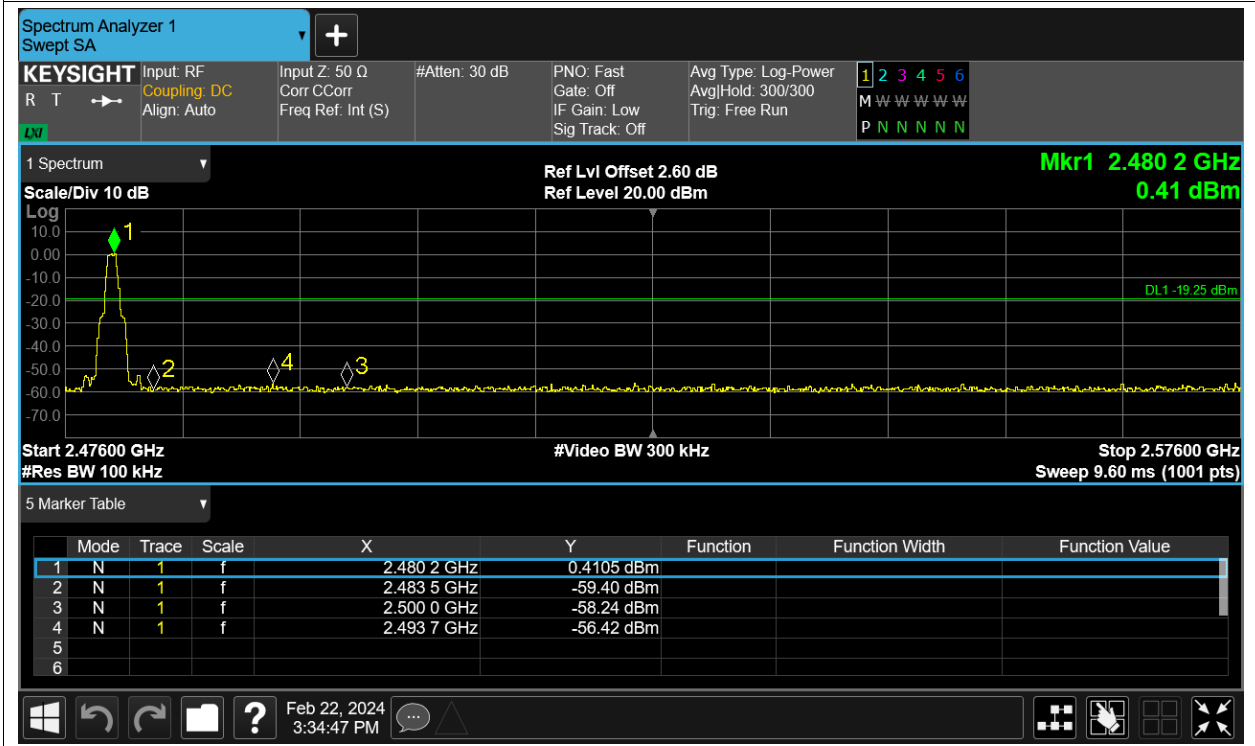 Spectrum Analyzer 1
Swept SA
+
KEYSIGHT
R T
LXI
Input: RF
Coupling: DC
Align: Auto
Input Z: 50 Ω
Corr CCorr
Freq Ref: Int (S)
#Atten: 30 dB
PNO: Fast
Gate: Off
IF Gain: Low
Sig Track: Off
Avg Type: Log-Power
Avg|Hold: 300/300
Trig: Free Run
1 2 3 4 5 6
M W W W W W
P N N N N N
1 Spectrum
Scale/Div 10 dB
Ref Lvl Offset 2.60 dB
Ref Level 20.00 dBm
Mkr1 2.480 2 GHz
0.41 dBm
Log
10.0
0.00
-10.0
-20.0
-30.0
-40.0
-50.0
-60.0
-70.0
1
2
4
3
DL1 -19.25 dBm
Start 2.47600 GHz
#Res BW 100 kHz
#Video BW 300 kHz
Stop 2.57600 GHz
Sweep 9.60 ms (1001 pts)
5 Marker Table
Mode Trace Scale X Y Function Function Width Function Value
1 N 1 f 2.480 2 GHz 0.4105 dBm
2 N 1 f 2.483 5 GHz -59.40 dBm
3 N 1 f 2.500 0 GHz -58.24 dBm
4 N 1 f 2.493 7 GHz -56.42 dBm
5
6
?
Feb 22, 2024
3:34:47 PM